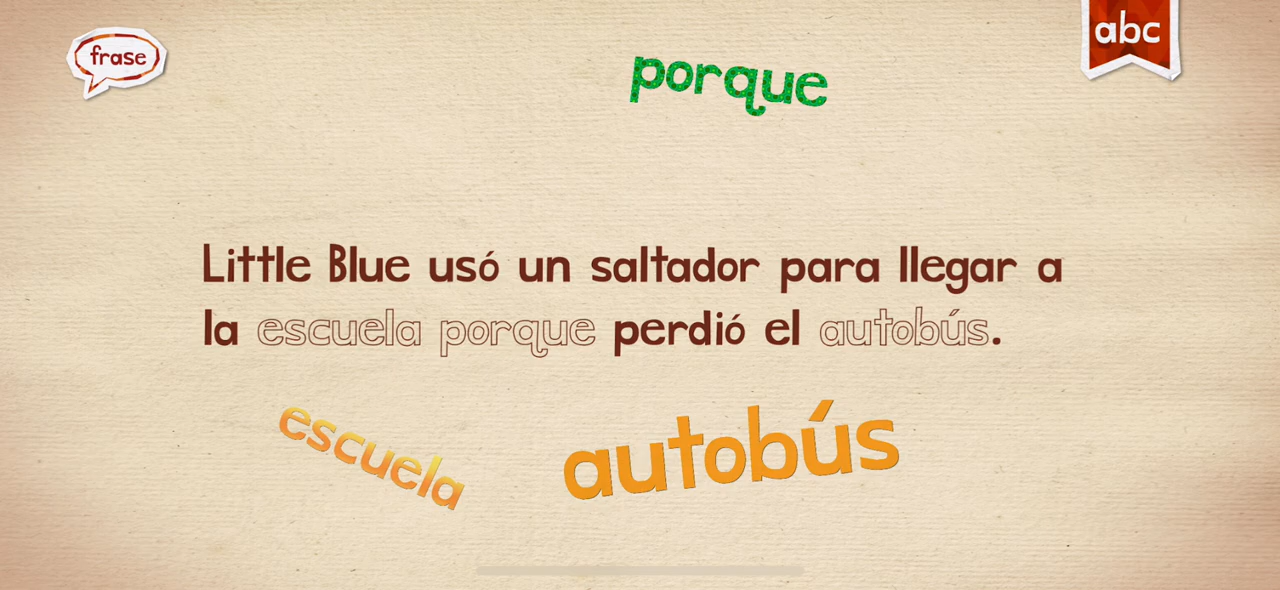 frase
abc
porque
Little Blue usó un saltador para llegar a
la escuela porque perdió el autobús.
escuela
autobús